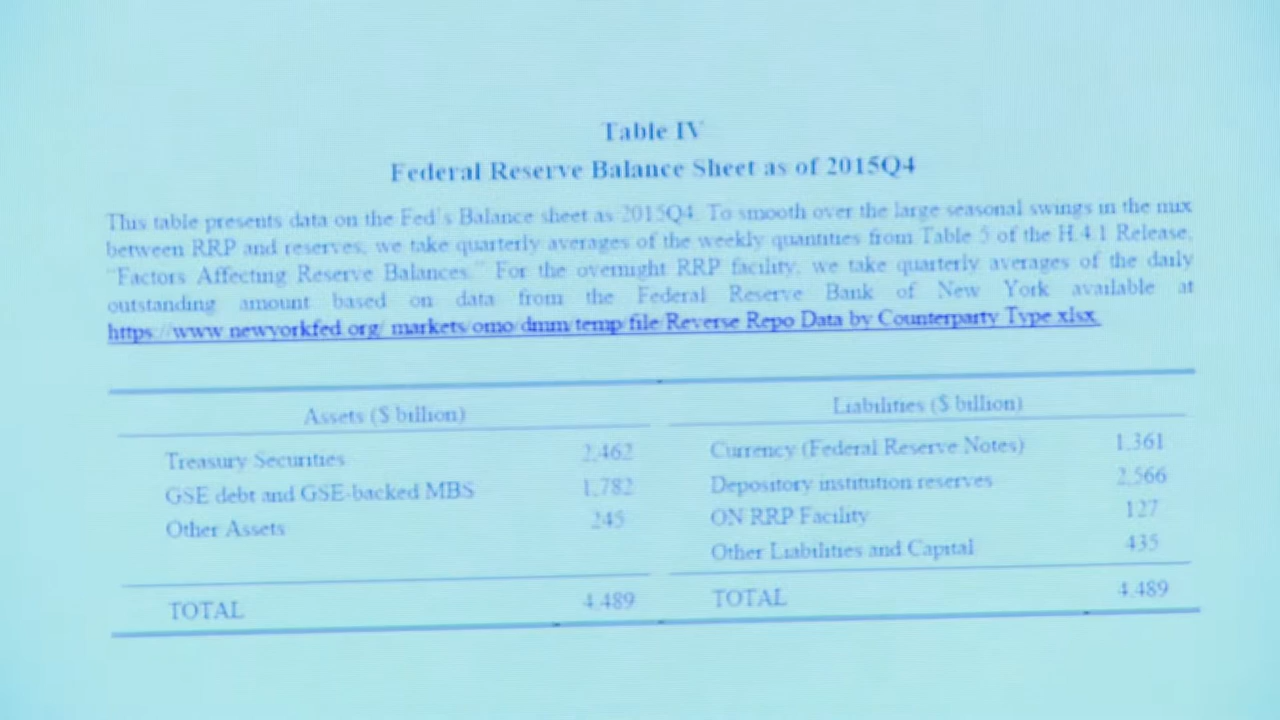 Table IV
Federal Reserve Balance Sheet as of 2015Q4
This table presents data on the Fed's Balance sheet as 2015Q4. To smooth over the large seasonal swings in the mix
between RRP and reserves, we take quarterly averages of the weekly quantities from Table 5 of the H.4.1 Release,
"Factors Affecting Reserve Balances." For the overnight RRP facility, we take quarterly averages of the daily
outstanding amount based on data from the Federal Reserve Bank of New York available at
https://www.newyorkfed.org/ markets/omo/dmm/temp/file/Reverse Repo Data by Counterparty Type.xlsx.
Assets ($ billion) Liabilities ($ billion)
Treasury Securities 2,462 Currency (Federal Reserve Notes) 1,361
GSE debt and GSE-backed MBS 1,782 Depository institution reserves 2,566
Other Assets 245 ON RRP Facility 127
Other Liabilities and Capital 435
TOTAL 4,489 TOTAL 4,489